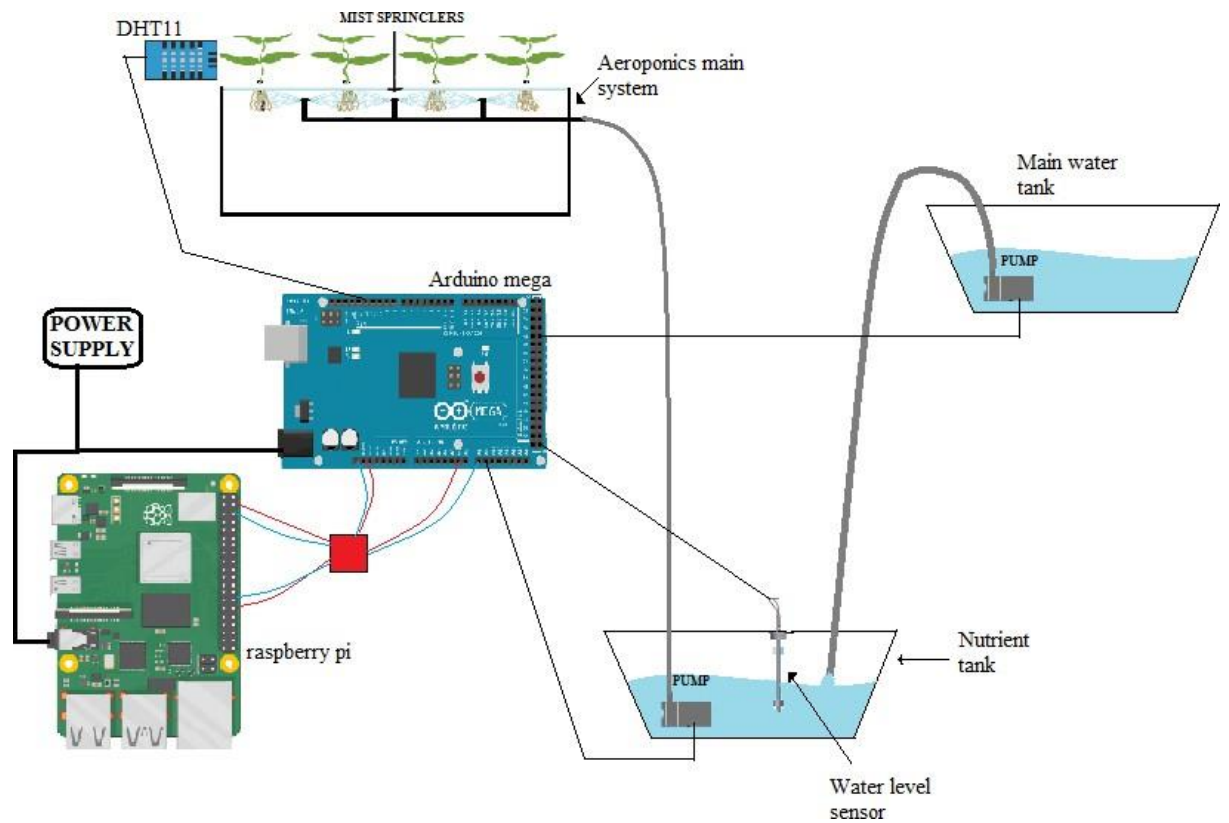 DHT11
MIST SPRINCLERS
Aeroponics main
system
Main water
tank
PUMP
Arduino mega
POWER
SUPPLY
MEGA
raspberry pi
Nutrient
tank
PUMP
Water level
sensor